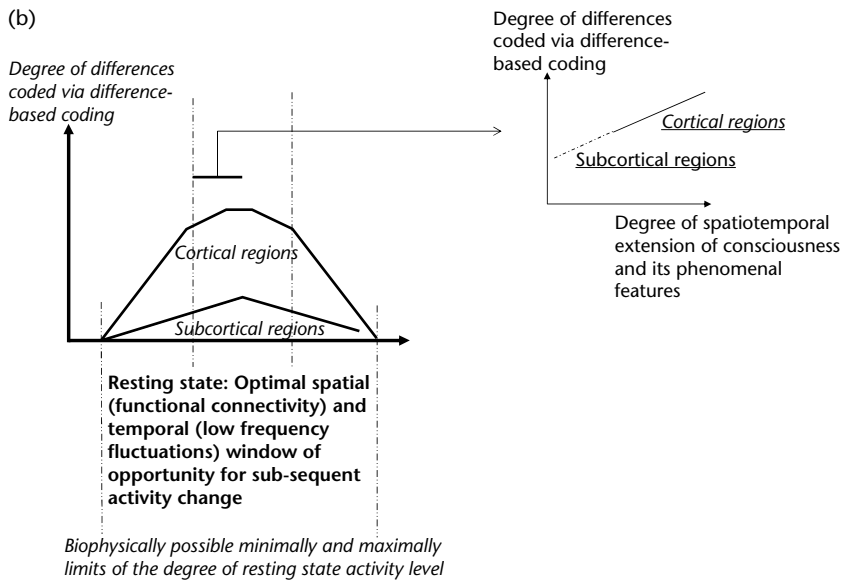 (b)
Degree of differences
coded via difference-
based coding
Cortical regions
Subcortical regions
Resting state: Optimal spatial
(functional connectivity) and
temporal (low frequency
fluctuations) window of
opportunity for sub-sequent
activity change
Biophysically possible minimally and maximally
limits of the degree of resting state activity level
Degree of differences
coded via difference-
based coding
Cortical regions
Subcortical regions
Degree of spatiotemporal
extension of consciousness
and its phenomenal
features